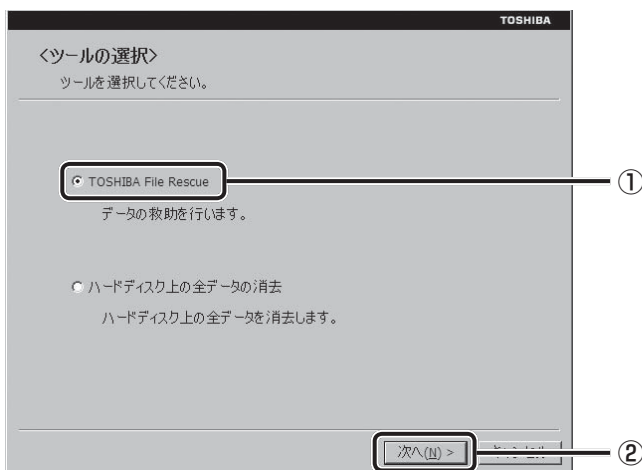 TOSHIBA
<ツールの選択>
ツールを選択してください。
TOSHIBA File Rescue
①
データの救助を行います。
ハードディスク上の全データの消去
ハードディスク上の全データを消去します。
次へ(N) >
②